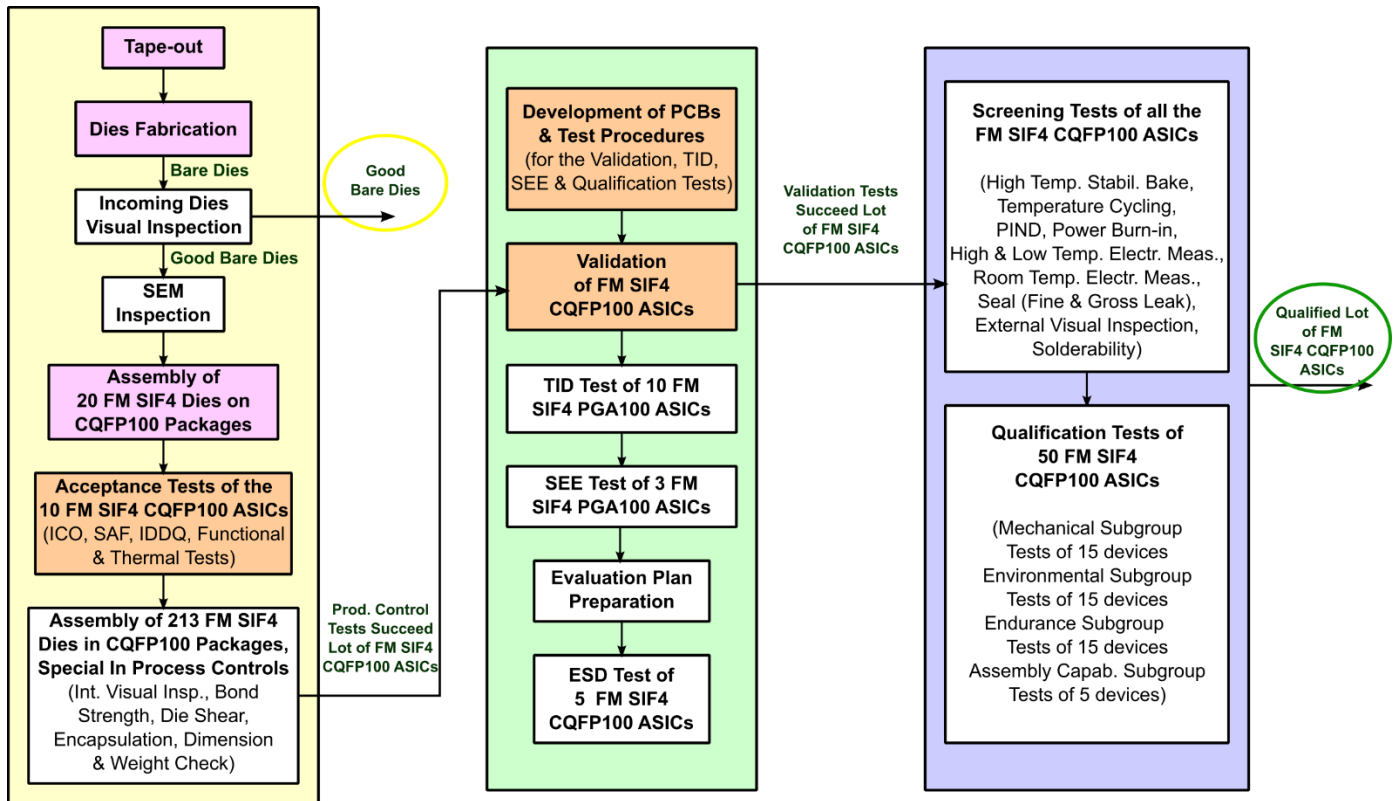 Tape-out
Dies Fabrication
Bare Dies
Incoming Dies
Visual Inspection
Good
Bare Dies
Good Bare Dies
SEM
Inspection
Assembly of
20 FM SIF4 Dies on
CQFP100 Packages
Acceptance Tests of the
10 FM SIF4 CQFP100 ASICs
(ICO, SAF, IDDQ, Functional
& Thermal Tests)
Assembly of 213 FM SIF4
Dies in CQFP100 Packages,
Special In Process Controls
(Int. Visual Insp., Bond
Strength, Die Shear,
Encapsulation, Dimension
& Weight Check)
Prod. Control
Tests Succeed
Lot of FM SIF4
CQFP100 ASICs
Development of PCBs
& Test Procedures
(for the Validation, TID,
SEE & Qualification Tests)
Validation
of FM SIF4
CQFP100 ASICs
TID Test of 10 FM
SIF4 PGA100 ASICs
SEE Test of 3 FM
SIF4 PGA100 ASICs
Evaluation Plan
Preparation
ESD Test of
5 FM SIF4
CQFP100 ASICs
Validation Tests
Succeed Lot
of FM SIF4
CQFP100 ASICs
Screening Tests of all the
FM SIF4 CQFP100 ASICs
(High Temp. Stabil. Bake,
Temperature Cycling,
PIND, Power Burn-in,
High & Low Temp. Electr. Meas.,
Room Temp. Electr. Meas.,
Seal (Fine & Gross Leak),
External Visual Inspection,
Solderability)
Qualification Tests of
50 FM SIF4
CQFP100 ASICs
(Mechanical Subgroup
Tests of 15 devices
Environmental Subgroup
Tests of 15 devices
Endurance Subgroup
Tests of 15 devices
Assembly Capab. Subgroup
Tests of 5 devices)
Qualified Lot
of FM
SIF4 CQFP100
ASICs